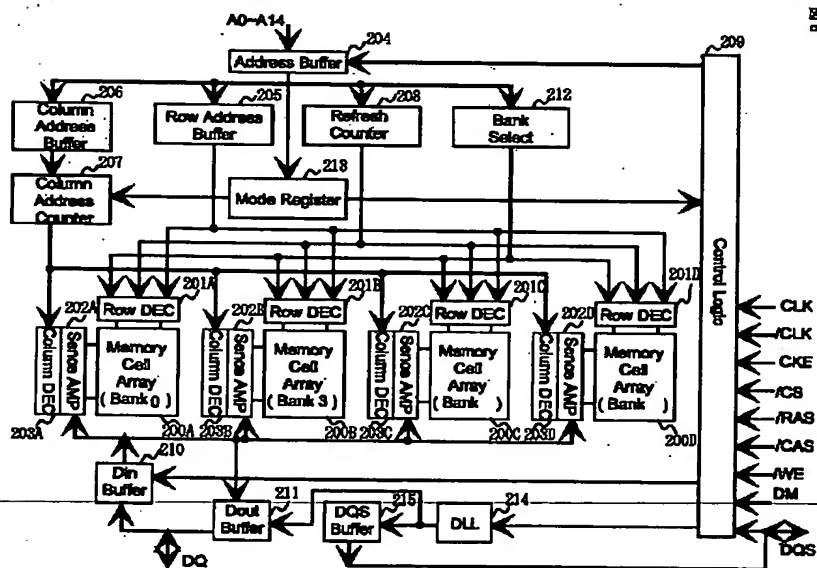 A0~A14
204
Address Buffer
209
206
205
208
212
Column
Address
Buffer
Row Address
Buffer
Refresh
Counter
Bank
Select
207
213
Column
Address
Counter
Mode Register
Control Logic
201A
201B
201C
201D
Row DEC
Row DEC
Row DEC
Row DEC
202A
202B
202C
202D
Column DEC
Sense AMP
Memory
Cell
Array
(Bank 0)
Column DEC
Sense AMP
Memory
Cell
Array
(Bank 3)
Column DEC
Sense AMP
Memory
Cell
Array
(Bank )
Column DEC
Sense AMP
Memory
Cell
Array
(Bank )
203A
200A
203B
200B
203C
200C
203D
200D
CLK
/CLK
CKE
/CS
/RAS
/CAS
/WE
DM
DQS
210
Din
Buffer
211
Dout
Buffer
215
DQS
Buffer
214
DLL
DQ